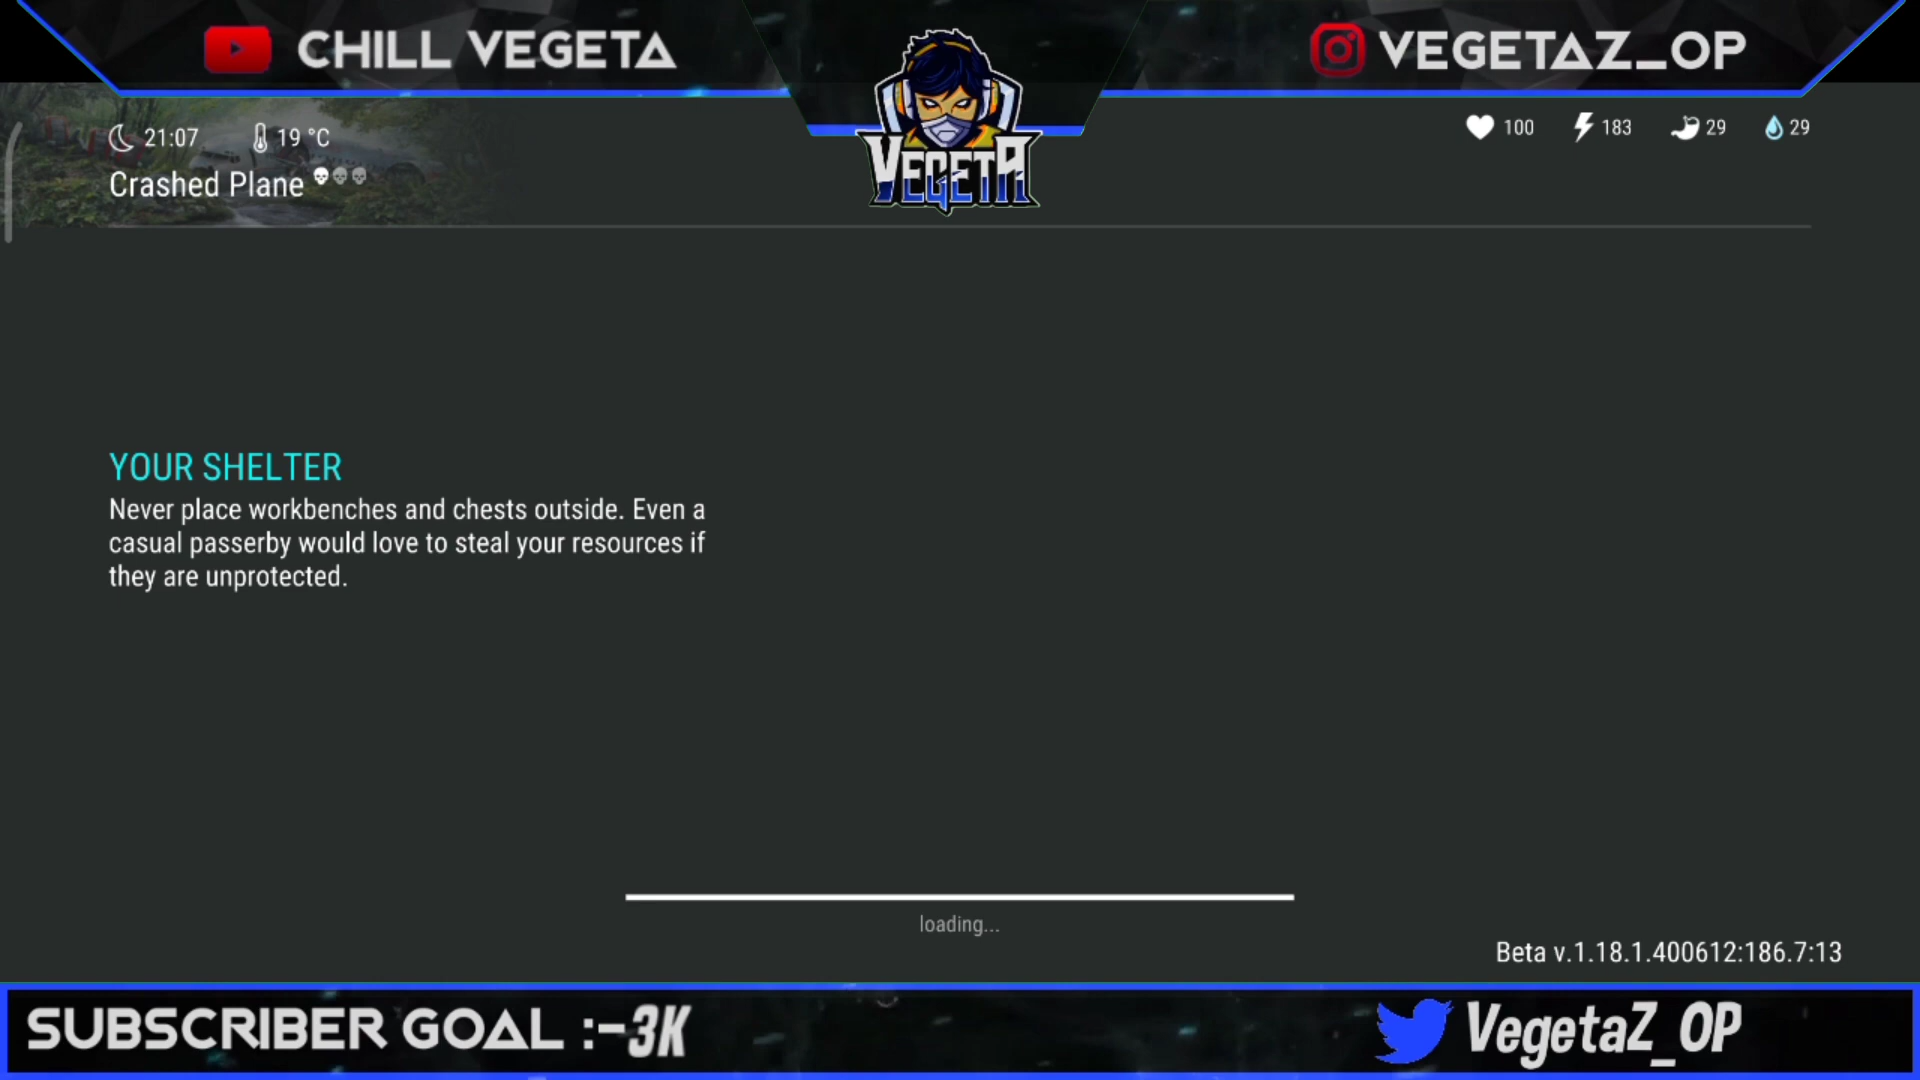 CHILL VEGETA
VEGETAZ_OP
VEGETA
21:07 19 °C
100 183 29 29
Crashed Plane
YOUR SHELTER
Never place workbenches and chests outside. Even a
casual passerby would love to steal your resources if
they are unprotected.
loading...
Beta v.1.18.1.400612:186.7:13
SUBSCRIBER GOAL :-3K
VegetaZ_OP